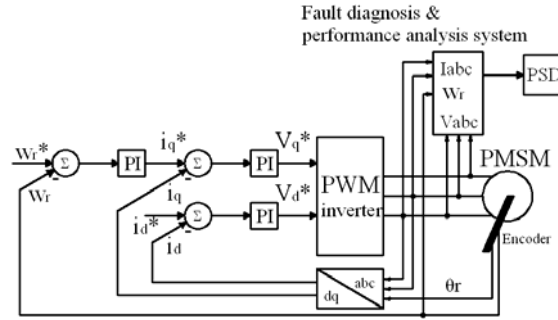 Fault diagnosis &
performance analysis system
Iabc
Wr
Vabc
PSD
Wr*
Σ
-
Wr
PI
iq*
Σ
-
iq
PI
Vq*
id*
Σ
-
id
PI
Vd*
PWM
inverter
PMSM
Encoder
abc
dq
θr